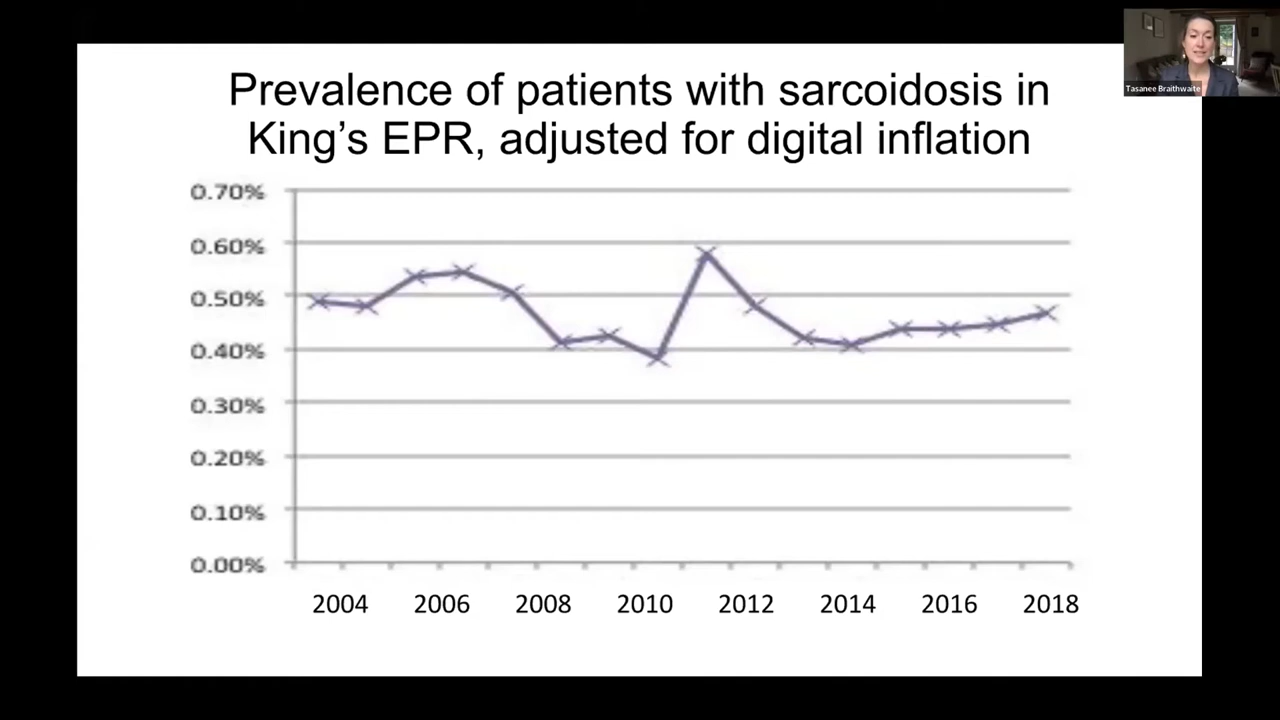 Prevalence of patients with sarcoidosis in
King's EPR, adjusted for digital inflation
Tasanee Braithwaite
0.70%
0.60%
0.50%
0.40%
0.30%
0.20%
0.10%
0.00%
2004 2006 2008 2010 2012 2014 2016 2018